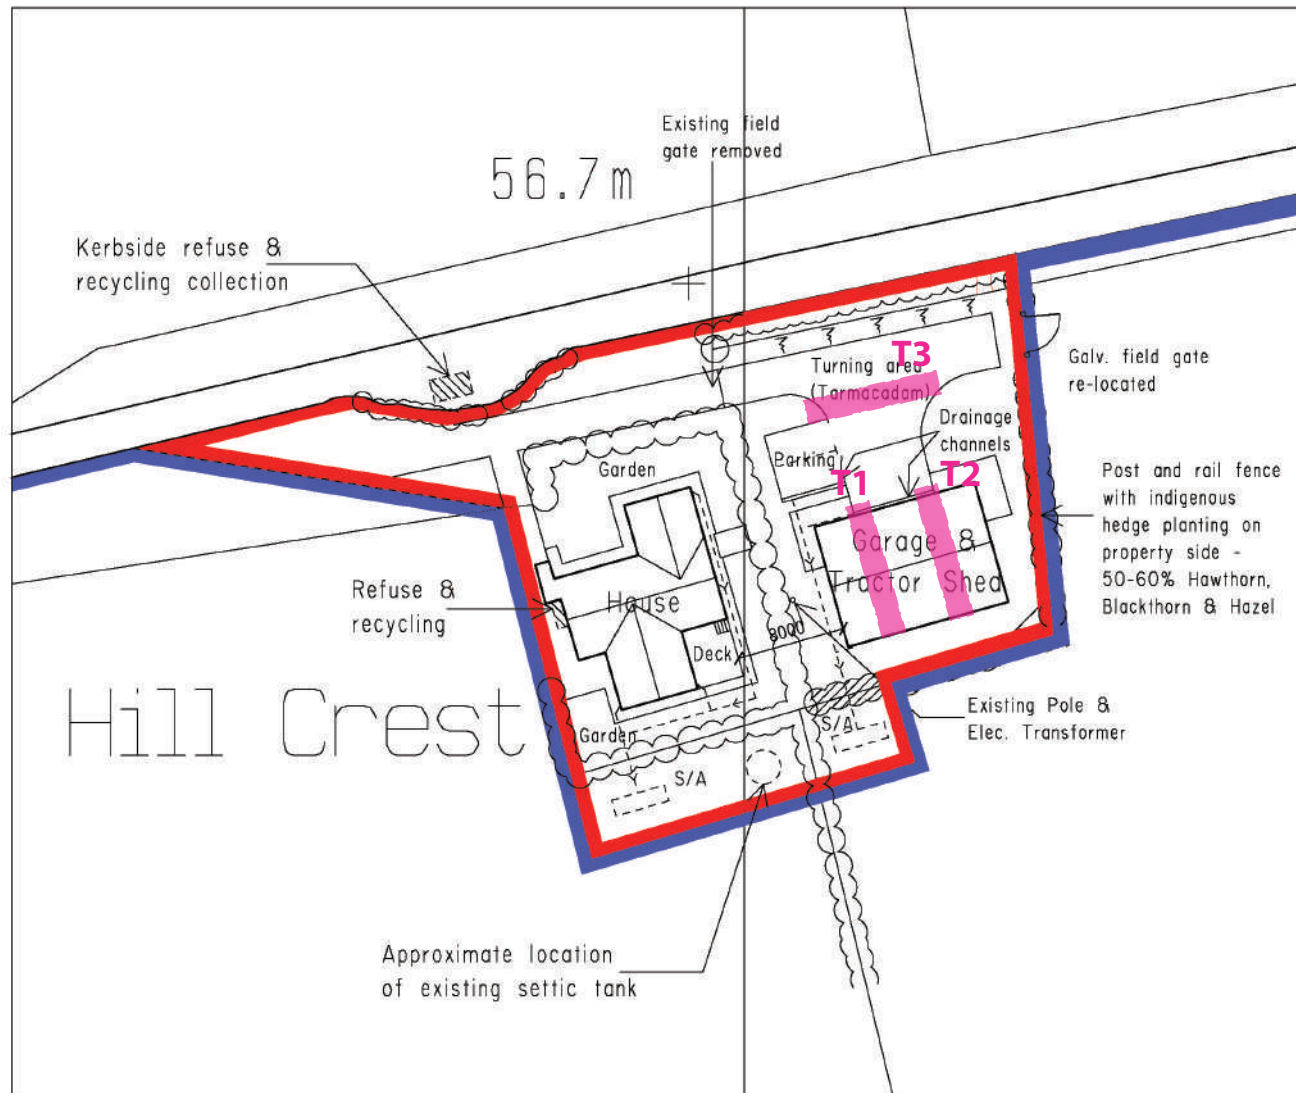 Existing field
gate removed
56.7m
Kerbside refuse &
recycling collection
Turning area
(Tarmacadam)
T3
Galv. field gate
re-located
Drainage
channels
Garden
Parking
T1
T2
Post and rail fence
with indigenous
hedge planting on
property side -
50-60% Hawthorn,
Blackthorn & Hazel
Garage &
Tractor Shed
Refuse &
recycling
House
8000
Deck
Hill Crest
Garden
S/A
Existing Pole &
Elec. Transformer
S/A
Approximate location
of existing settic tank